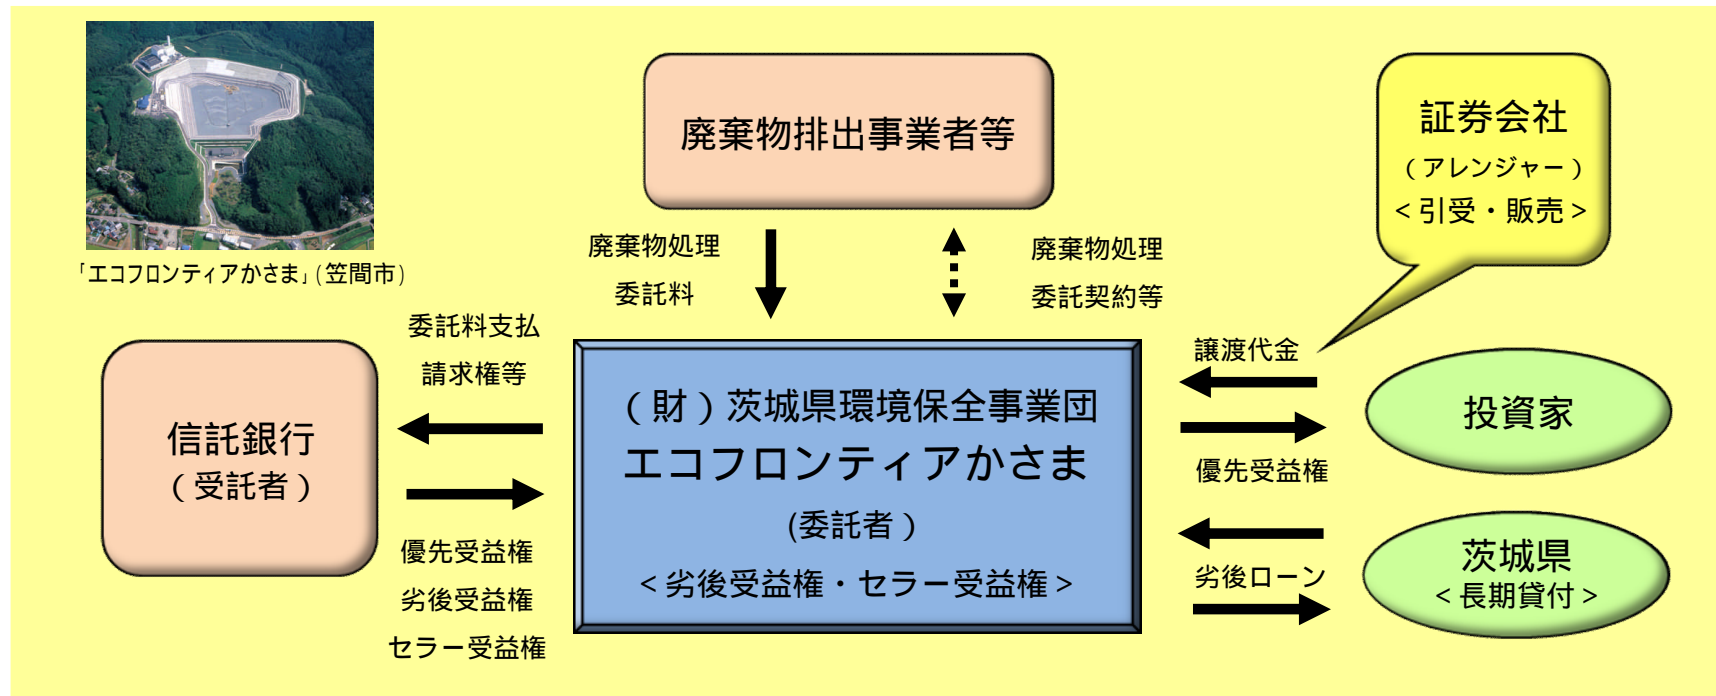 廃棄物排出事業者等
証券会社
(アレンジャー)
<引受・販売>
「エコフロンティアかさま」(笠間市)
廃棄物処理
委託料
廃棄物処理
委託契約等
委託料支払
請求権等
譲渡代金
信託銀行
(受託者)
(財)茨城県環境保全事業団
エコフロンティアかさま
(委託者)
<劣後受益権・セラー受益権>
投資家
優先受益権
優先受益権
劣後受益権
セラー受益権
劣後ローン
茨城県
<長期貸付>